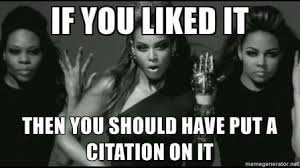 IF YOU LIKED IT
THEN YOU SHOULD HAVE PUT A
CITATION ON IT
memegenerator.net